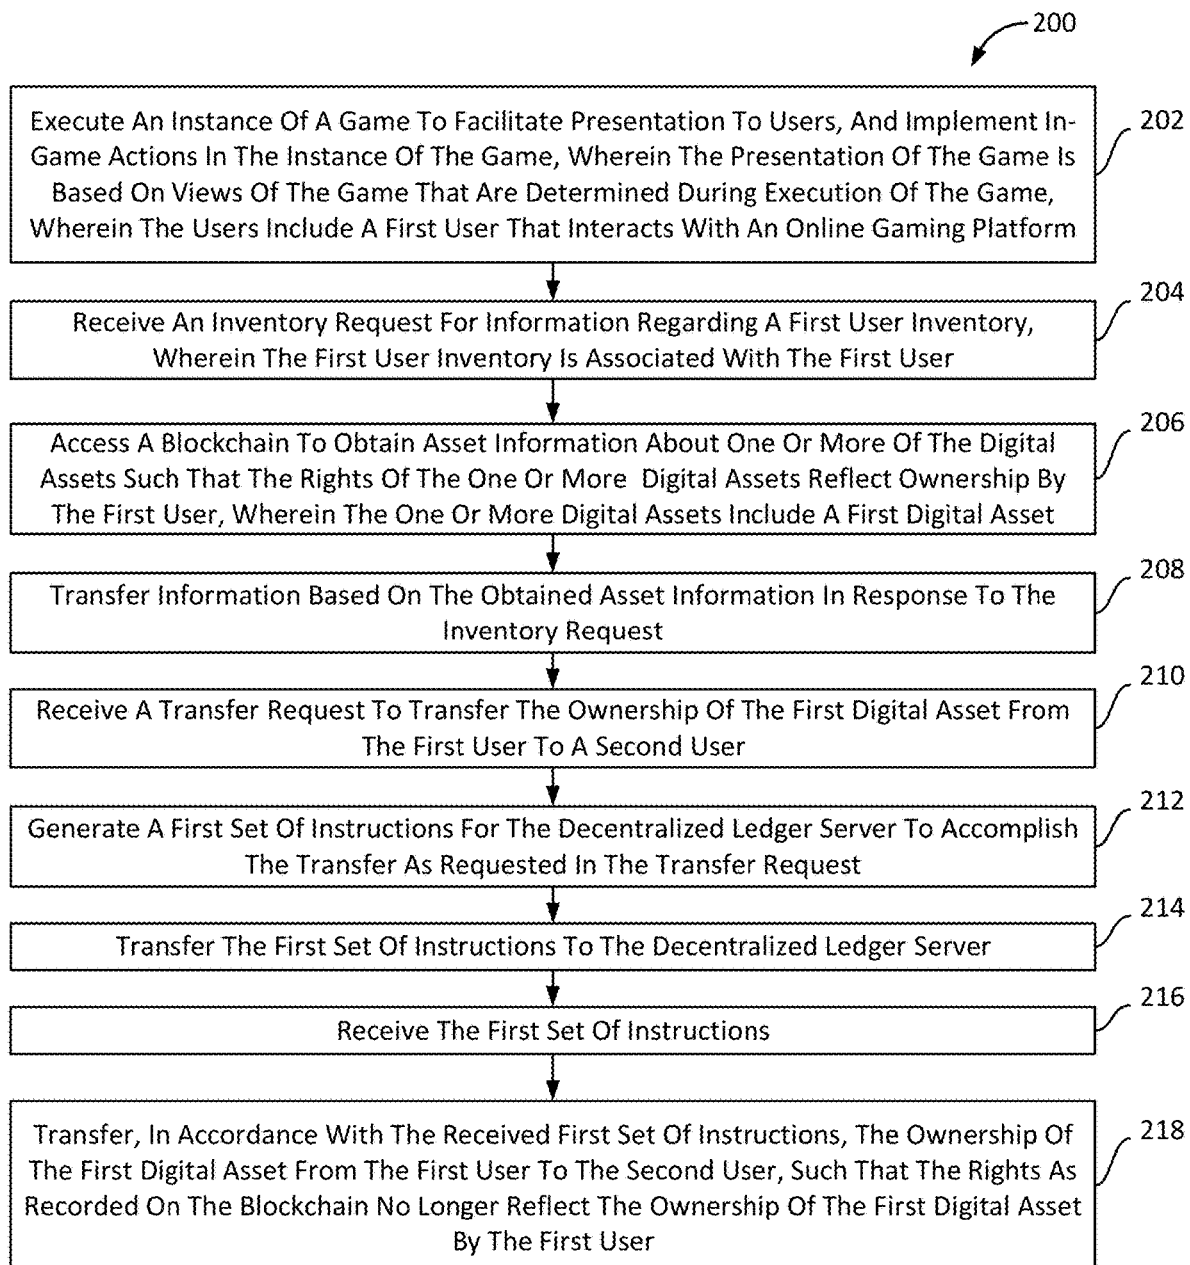 200
Execute An Instance Of A Game To Facilitate Presentation To Users, And Implement In-
Game Actions In The Instance Of The Game, Wherein The Presentation Of The Game Is
Based On Views Of The Game That Are Determined During Execution Of The Game,
Wherein The Users Include A First User That Interacts With An Online Gaming Platform
202
Receive An Inventory Request For Information Regarding A First User Inventory,
Wherein The First User Inventory Is Associated With The First User
204
Access A Blockchain To Obtain Asset Information About One Or More Of The Digital
Assets Such That The Rights Of The One Or More Digital Assets Reflect Ownership By
The First User, Wherein The One Or More Digital Assets Include A First Digital Asset
206
Transfer Information Based On The Obtained Asset Information In Response To The
Inventory Request
208
Receive A Transfer Request To Transfer The Ownership Of The First Digital Asset From
The First User To A Second User
210
Generate A First Set Of Instructions For The Decentralized Ledger Server To Accomplish
The Transfer As Requested In The Transfer Request
212
Transfer The First Set Of Instructions To The Decentralized Ledger Server
214
Receive The First Set Of Instructions
216
Transfer, In Accordance With The Received First Set Of Instructions, The Ownership Of
The First Digital Asset From The First User To The Second User, Such That The Rights As
Recorded On The Blockchain No Longer Reflect The Ownership Of The First Digital Asset
By The First User
218